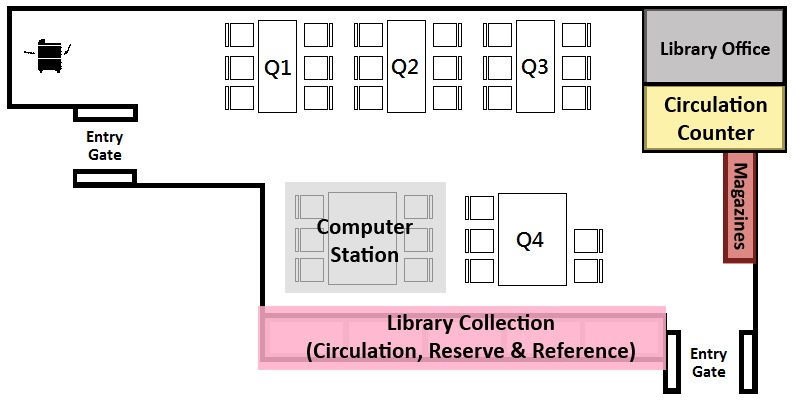 Q1
Q2
Q3
Library Office
Circulation
Counter
Entry
Gate
Magazines
Computer
Station
Q4
Library Collection
(Circulation, Reserve & Reference)
Entry
Gate